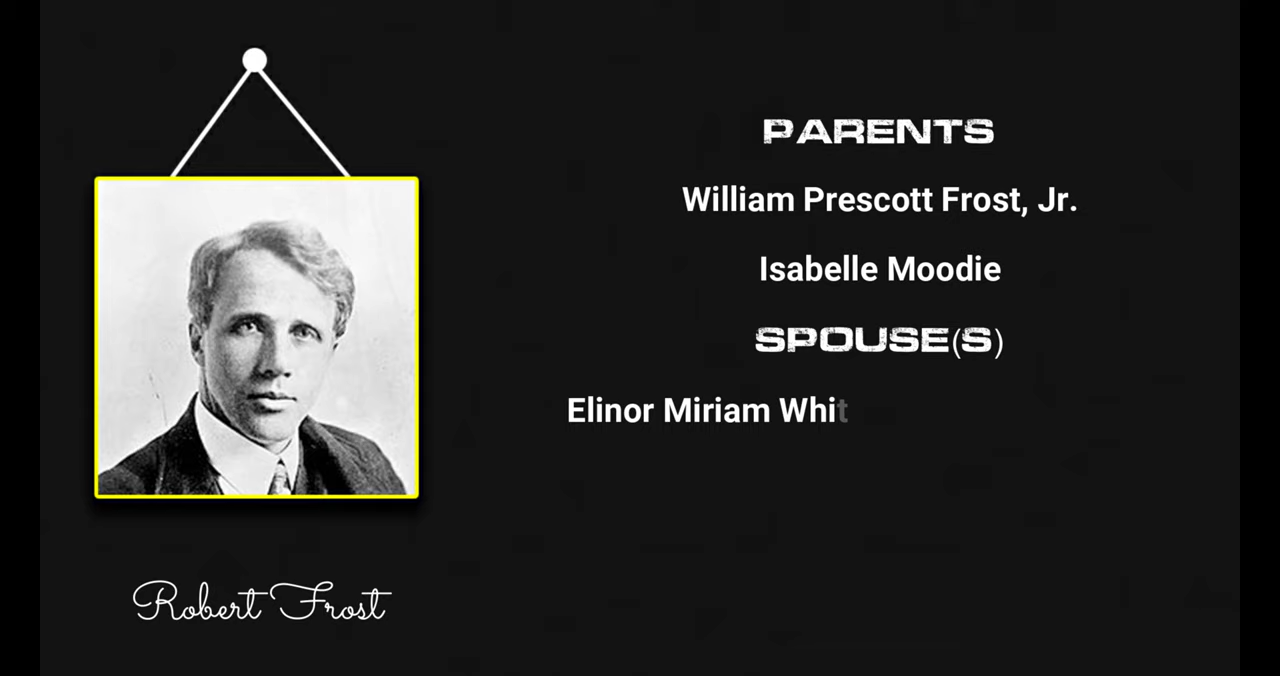 PARENTS
William Prescott Frost, Jr.
Isabelle Moodie
SPOUSE(S)
Elinor Miriam Whit
Robert Frost